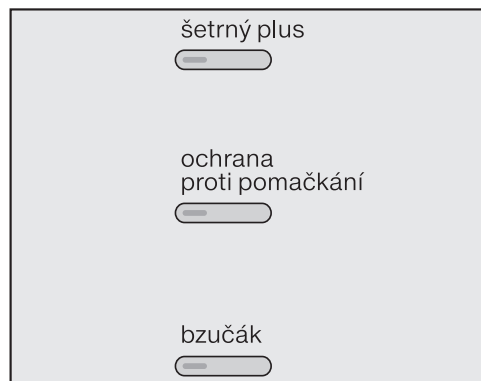 šetrný plus
ochrana
proti pomačkání
bzučák